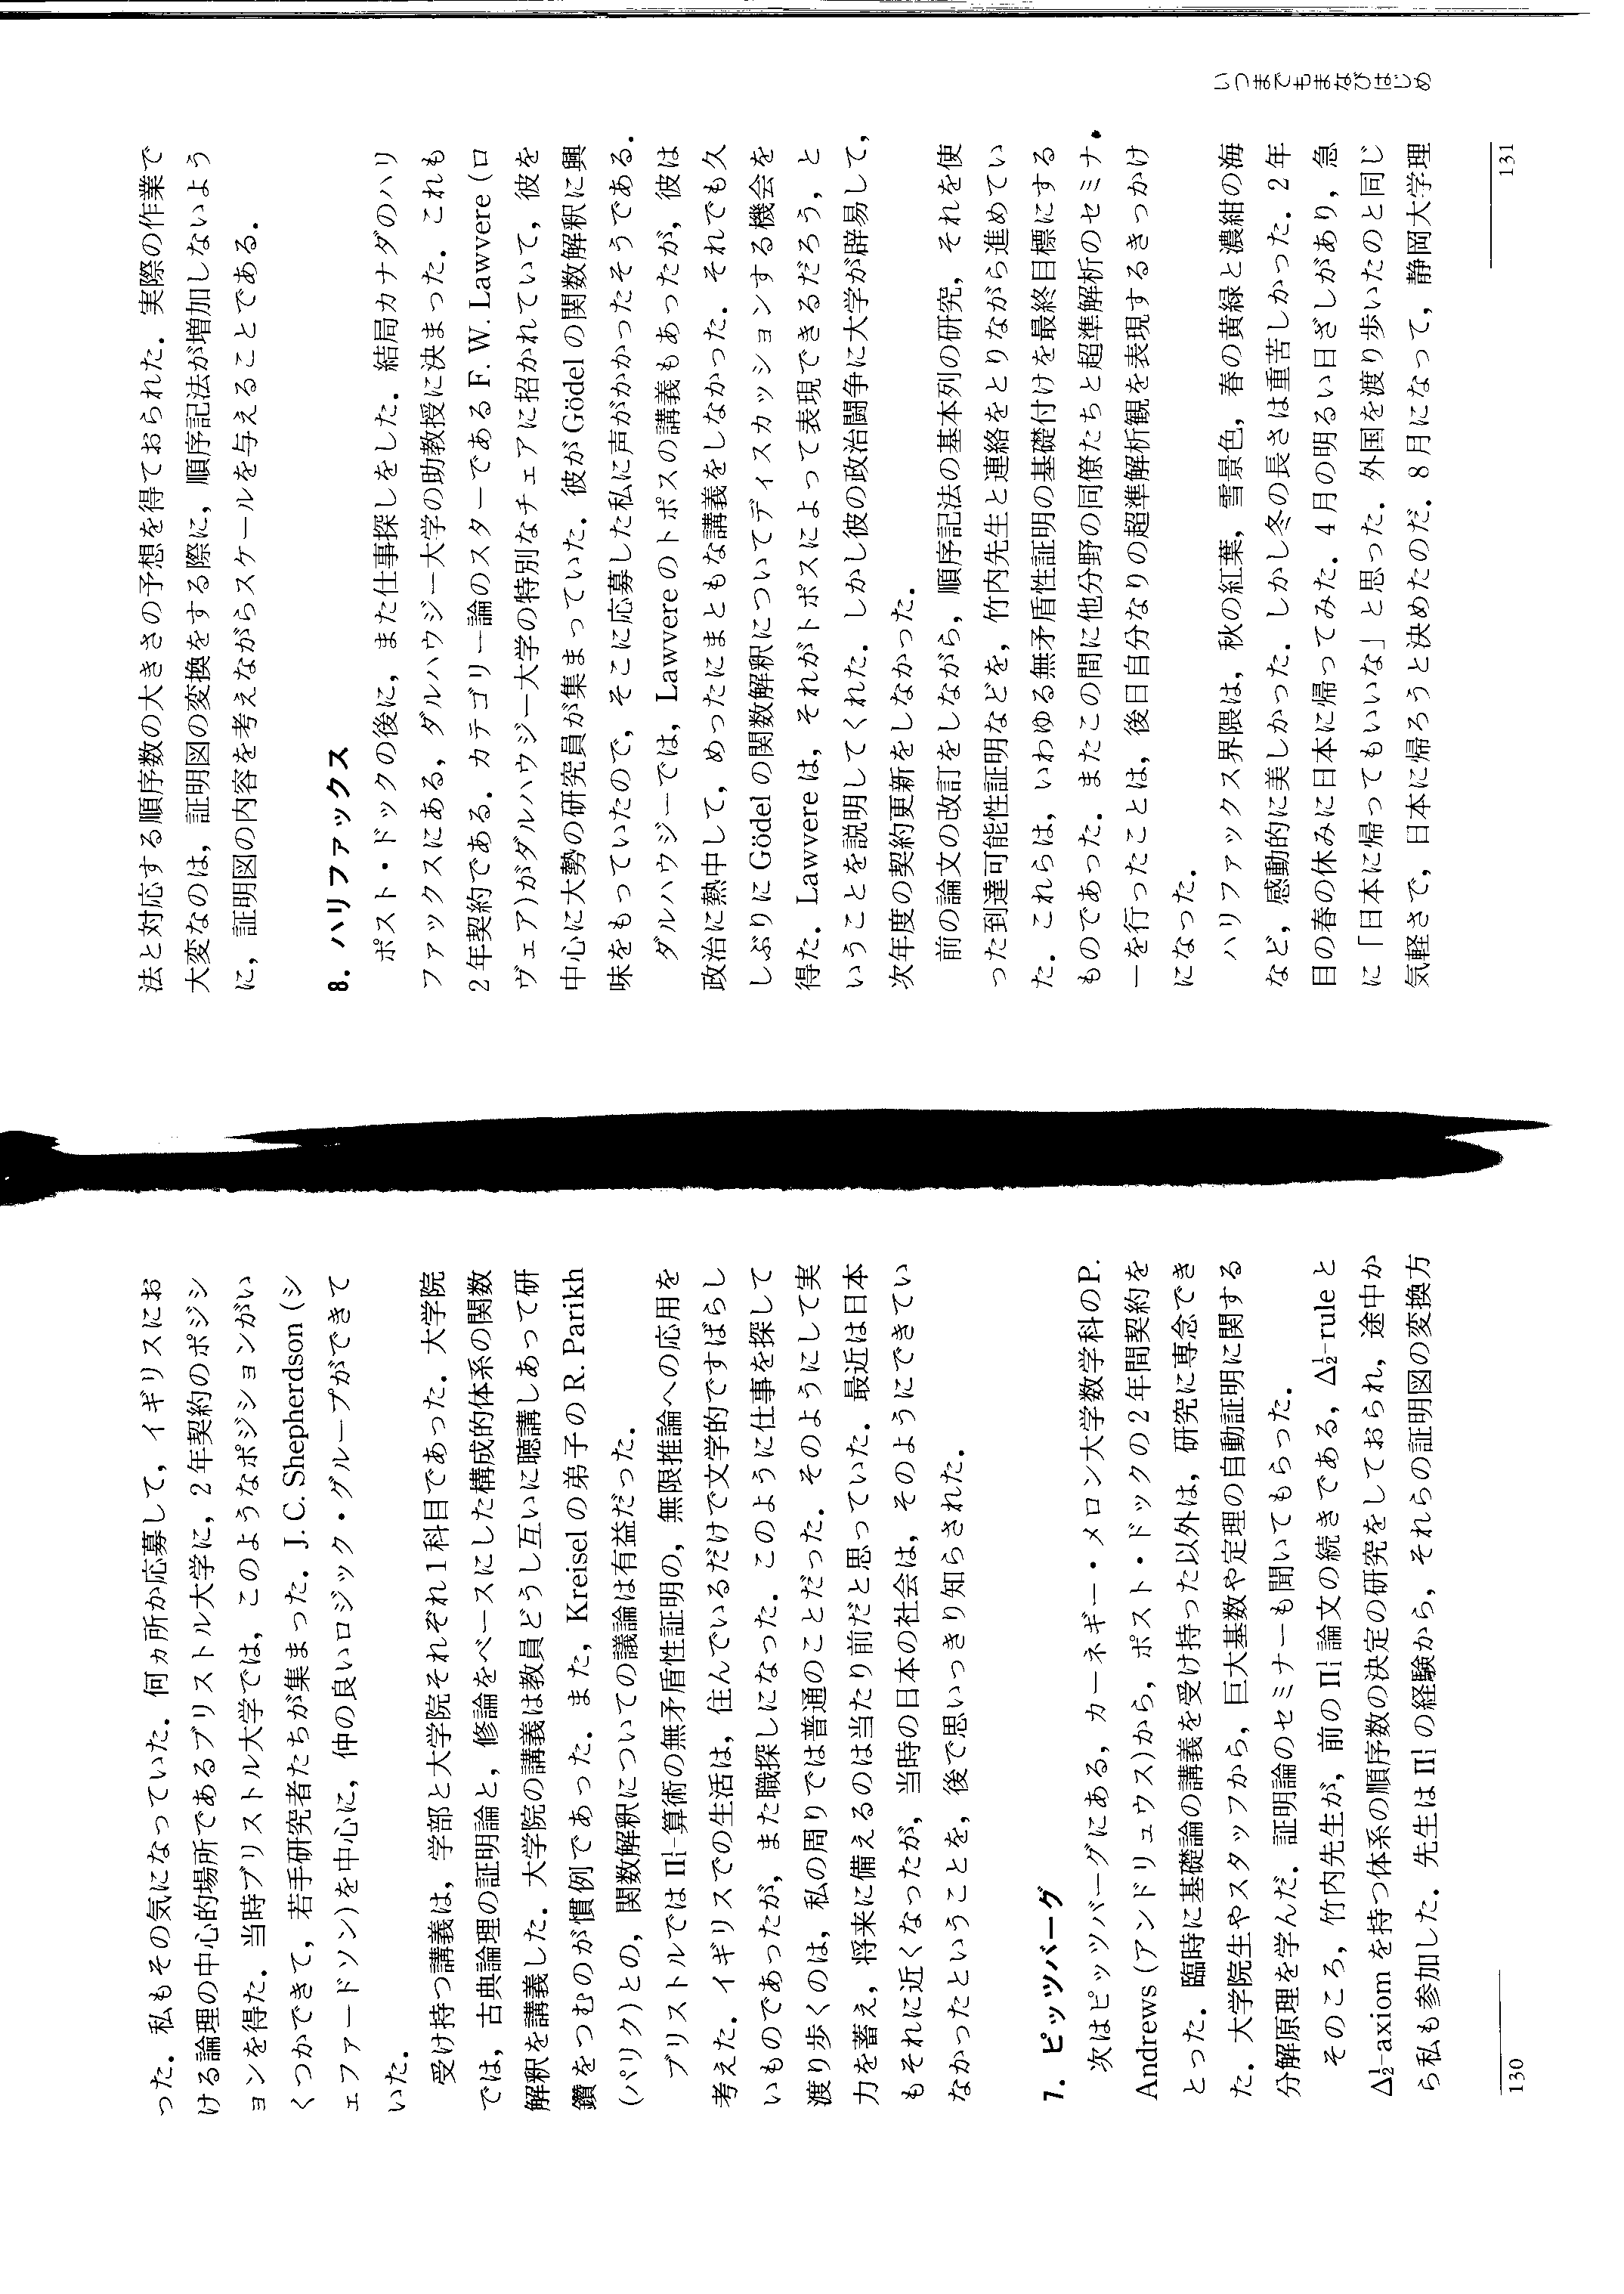 った．私もその気になっていた．何ヵ所か応募して，イギリスにお
ける論理の中心的場所であるブリストル大学に，2年契約のポジシ
ョンを得た．当時ブリストル大学では，このようなポジションがい
くつかできて，若手研究者たちが集まった．J. C. Shepherdson（シ
ェファードソン）を中心に，仲の良いロジック・グループができて
いた．
受け持つ講義は，学部と大学院それぞれ1科目であった．大学院
では，古典論理の証明論と，修論をベースにした構成的体系の関数
解釈を講義した．大学院の講義は教員どうし互いに聴講しあって研
鑽をつむのが慣例であった．また，Kreiselの弟子のR. Parikh
（パリク）との，関数解釈についての議論は有益だった．
ブリストルではΠ¹₁-算術の無矛盾性証明の，無限推論への応用を
考えた．イギリスでの生活は，住んでいるだけで文学的ですばらし
いものであったが，また職探しになった．このように仕事を探して
渡り歩くのは，私の周りでは普通のことだった．そのようにして実
力を蓄え，将来に備えるのは当たり前だと思っていた．最近は日本
もそれに近くなったが，当時の日本の社会は，そのようにできてい
なかったということを，後で思いっきり知らされた．
7. ピッツバーグ
次はピッツバーグにある，カーネギー・メロン大学数学科のP.
Andrews（アンドリュウス）から，ポスト・ドックの2年間契約を
とった．臨時に基礎論の講義を受け持った以外は，研究に専念でき
た．大学院生やスタッフから，巨大基数や定理の自動証明に関する
分解原理を学んだ．証明論のセミナーも聞いてもらった．
そのころ，竹内先生が，前のΠ¹₁論文の続きである，Δ¹₂-ruleと
Δ¹₂-axiomを持つ体系の順序数の決定の研究をしておられ，途中か
ら私も参加した．先生はΠ¹₁の経験から，それらの証明図の変換方
130
法と対応する順序数の大きさの予想を得ておられた．実際の作業で
大変なのは，証明図の変換をする際に，順序記法が増加しないよう
に，証明図の内容を考えながらスケールを与えることである．
8. ハリファックス
ポスト・ドックの後に，また仕事探しをした．結局カナダのハリ
ファックスにある，ダルハウジー大学の助教授に決まった．これも
2年契約である．カテゴリー論のスターであるF. W. Lawvere（ロ
ヴェア）がダルハウジー大学の特別なチェアに招かれていて，彼を
中心に大勢の研究員が集まっていた．彼がGödelの関数解釈に興
味をもっていたので，そこに応募した私に声がかかったそうである．
ダルハウジーでは，Lawvereのトポスの講義もあったが，彼は
政治に熱中して，めったにまともな講義をしなかった．それでも久
しぶりにGödelの関数解釈についてディスカッションする機会を
得た．Lawvereは，それがトポスによって表現できるだろう，と
いうことを説明してくれた．しかし彼の政治闘争に大学が辟易して，
次年度の契約更新をしなかった．
前の論文の改訂をしながら，順序記法の基本列の研究，それを使
った到達可能性証明などを，竹内先生と連絡をとりながら進めてい
た．これらは，いわゆる無矛盾性証明の基礎付けを最終目標にする
ものであった．またこの間に他分野の同僚たちと超準解析のセミナ
ーを行ったことは，後日自分なりの超準解析観を表現するきっかけ
になった．
ハリファックス界隈は，秋の紅葉，雪景色，春の黄緑と濃紺の海
など，感動的に美しかった．しかし冬の長さは重苦しかった．2年
目の春の休みに日本に帰ってみた．4月の明るい日ざしがあり，急
に「日本に帰ってもいいな」と思った．外国を渡り歩いたのと同じ
気軽さで，日本に帰ろうと決めたのだ．8月になって，静岡大学理
いつまでもまなびはじめ
131